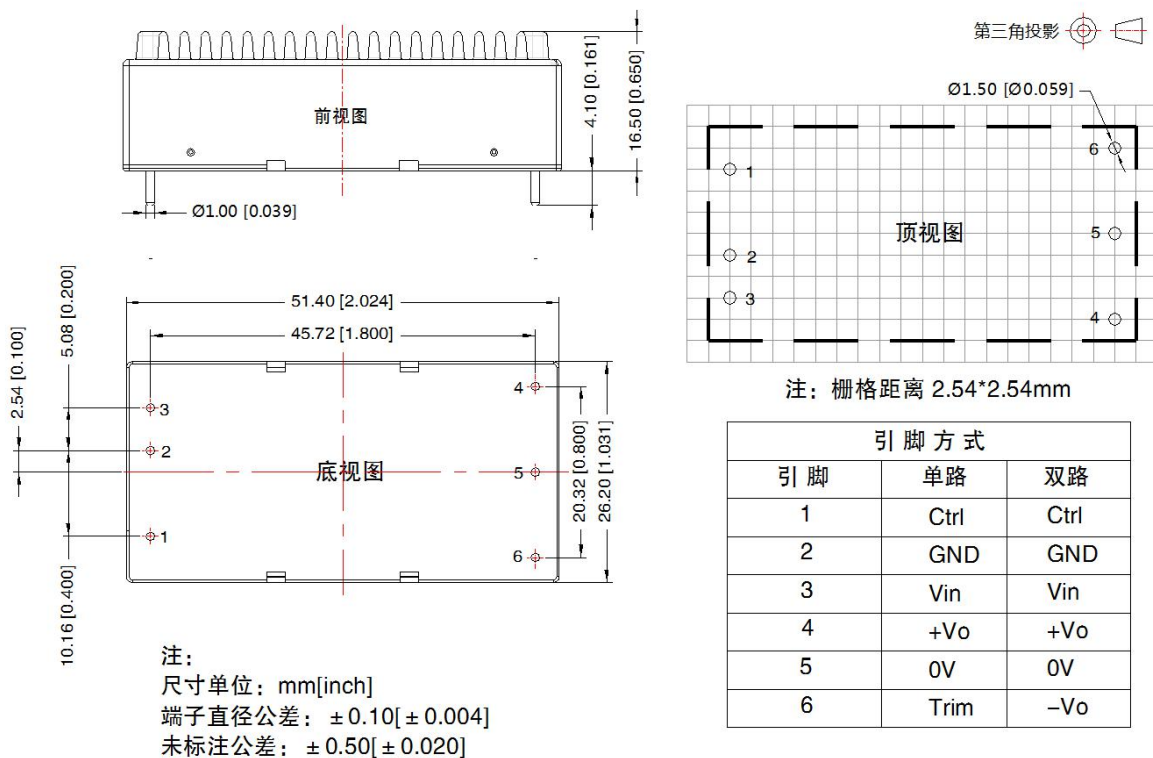 第三角投影
前视图
4.10 [0.161]
16.50 [0.650]
Ø1.00 [0.039]
Ø1.50 [Ø0.059]
1
2
3
顶视图
6
5
4
注：栅格距离 2.54*2.54mm
51.40 [2.024]
45.72 [1.800]
5.08 [0.200]
2.54 [0.100]
10.16 [0.400]
3
2
1
底视图
4
5
6
20.32 [0.800]
26.20 [1.031]
引脚方式
引脚 单路 双路
1 Ctrl Ctrl
2 GND GND
3 Vin Vin
4 +Vo +Vo
5 0V 0V
6 Trim −Vo
注：
尺寸单位：mm[inch]
端子直径公差：±0.10[±0.004]
未标注公差：±0.50[±0.020]